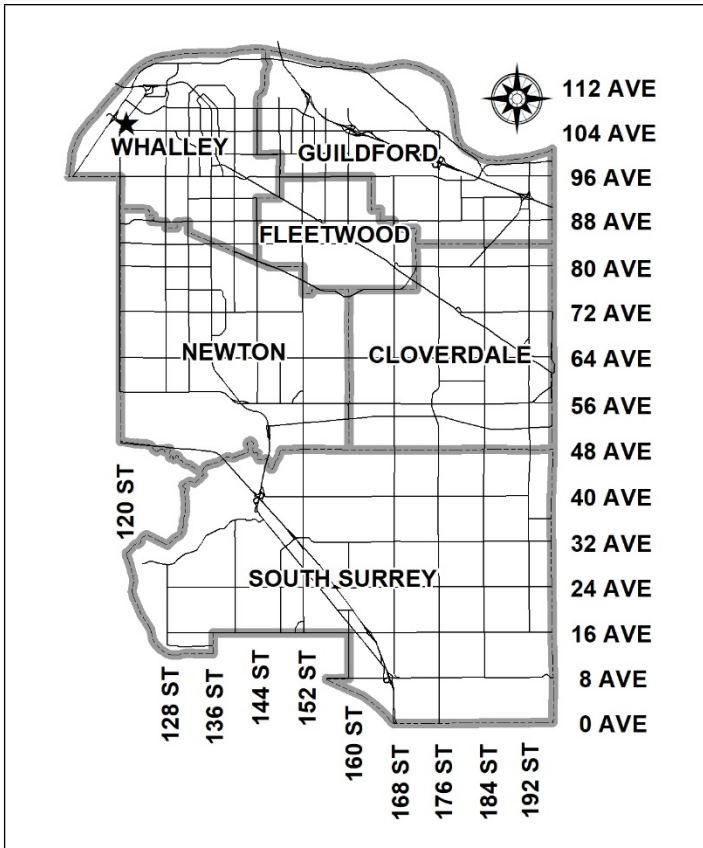 112 AVE
104 AVE
WHALLEY
GUILDFORD
96 AVE
88 AVE
FLEETWOOD
80 AVE
72 AVE
NEWTON
CLOVERDALE
64 AVE
56 AVE
48 AVE
120 ST
40 AVE
32 AVE
SOUTH SURREY
24 AVE
16 AVE
8 AVE
128 ST
136 ST
144 ST
152 ST
160 ST
0 AVE
168 ST
176 ST
184 ST
192 ST